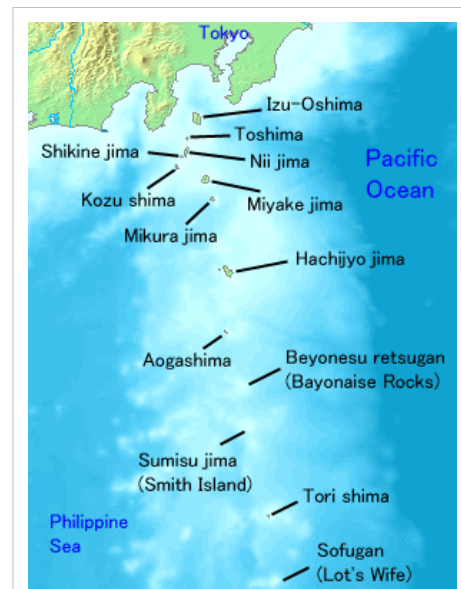 Tokyo
Izu-Oshima
Toshima
Shikine jima
Nii jima
Pacific
Ocean
Kozu shima
Miyake jima
Mikura jima
Hachijyo jima
Aogashima
Beyonesu retsugan
(Bayonaise Rocks)
Sumisu jima
(Smith Island)
Tori shima
Philippine
Sea
Sofugan
(Lot's Wife)